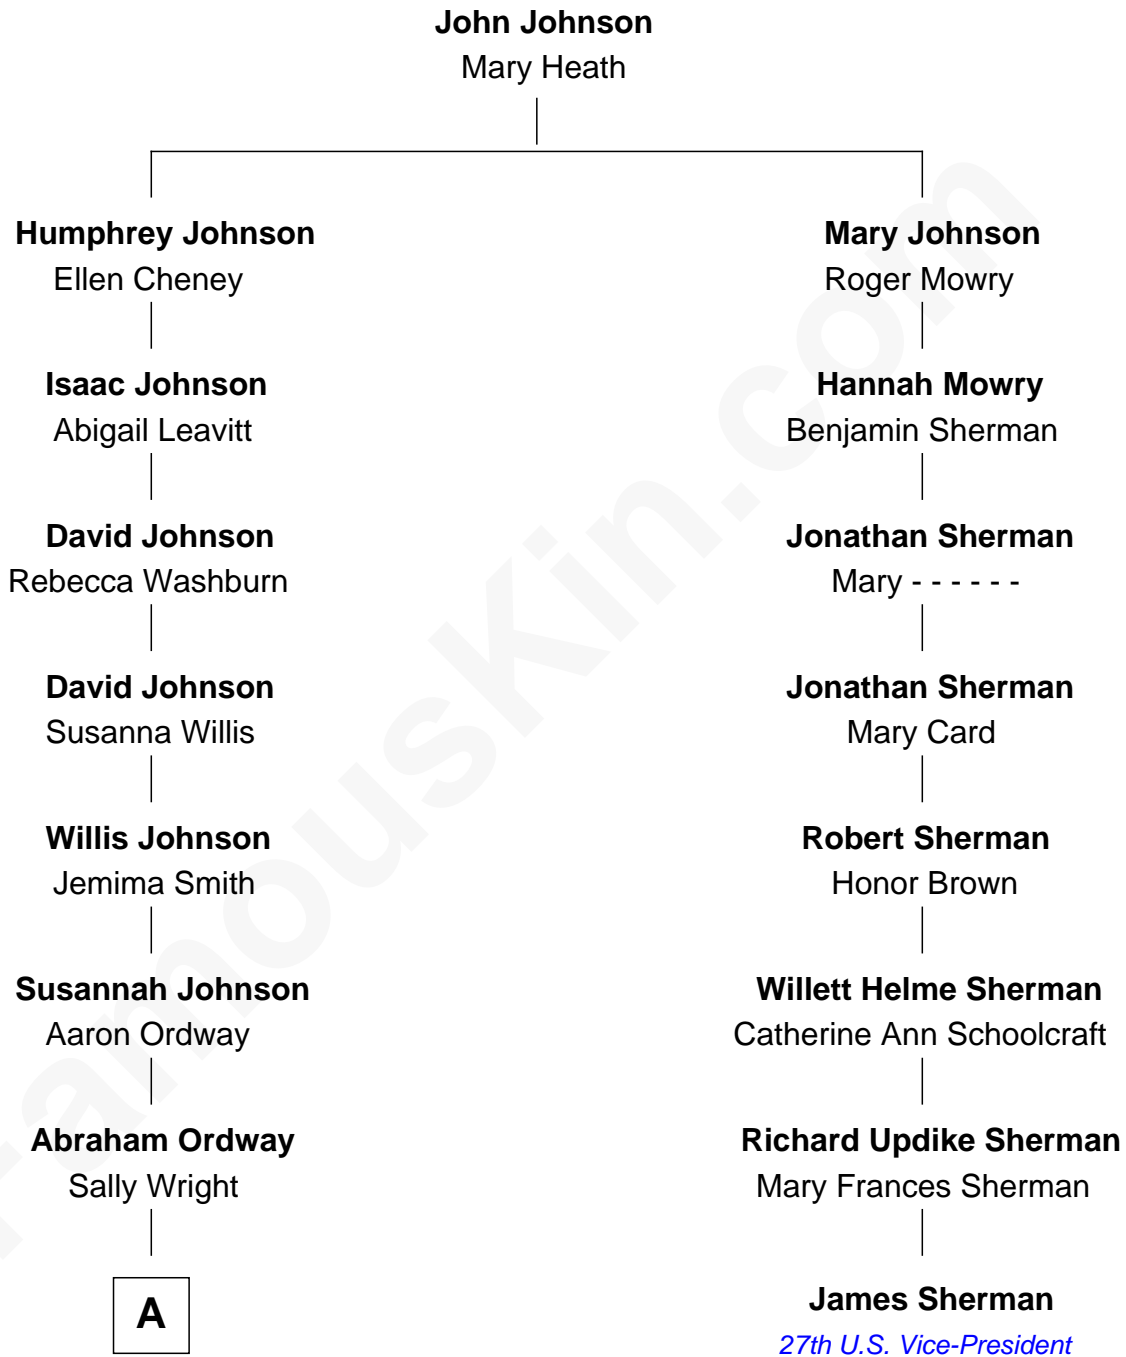 John Johnson
Mary Heath
Humphrey Johnson
Ellen Cheney
Mary Johnson
Roger Mowry
Isaac Johnson
Abigail Leavitt
Hannah Mowry
Benjamin Sherman
David Johnson
Rebecca Washburn
Jonathan Sherman
Mary - - - - - -
David Johnson
Susanna Willis
Jonathan Sherman
Mary Card
Willis Johnson
Jemima Smith
Robert Sherman
Honor Brown
Susannah Johnson
Aaron Ordway
Willett Helme Sherman
Catherine Ann Schoolcraft
Abraham Ordway
Sally Wright
Richard Updike Sherman
Mary Frances Sherman
A
James Sherman
27th U.S. Vice-President
FamousKin.com